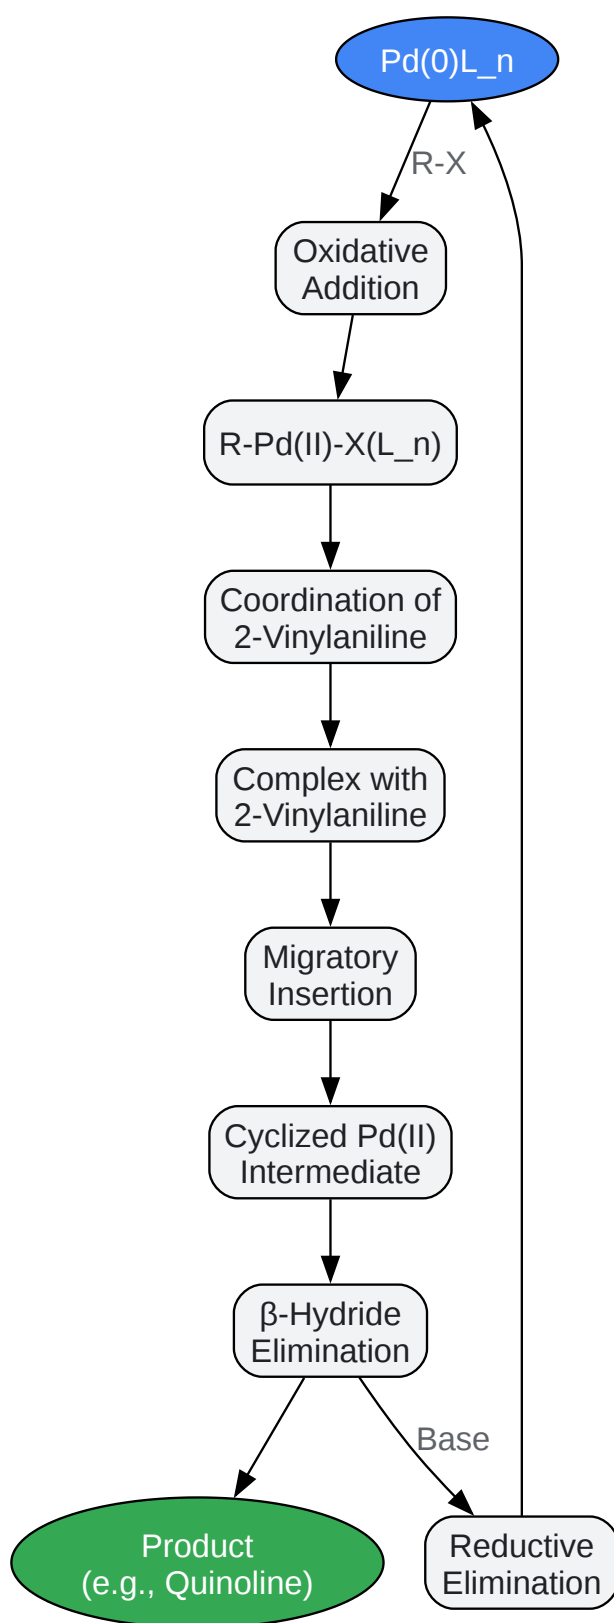 Pd(0)L_n
R-X
Oxidative
Addition
R-Pd(II)-X(L_n)
Coordination of
2-Vinylaniline
Complex with
2-Vinylaniline
Migratory
Insertion
Cyclized Pd(II)
Intermediate
β-Hydride
Elimination
Base
Product
(e.g., Quinoline)
Reductive
Elimination